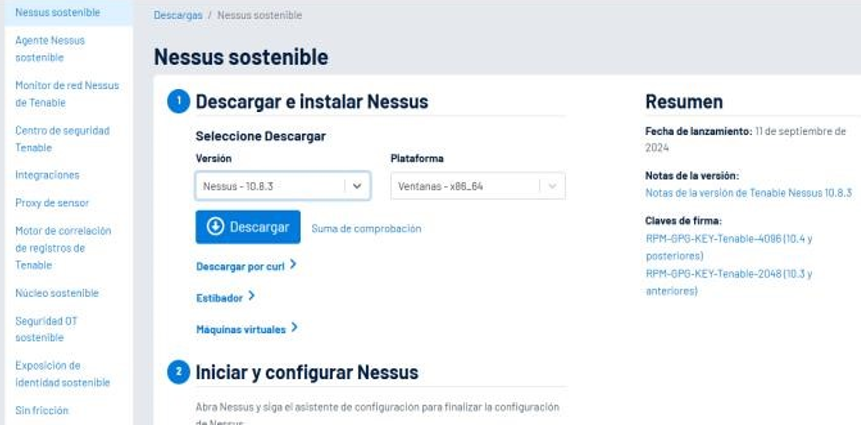 Nessus sostenible
Agente Nessus
sostenible
Monitor de red Nessus
de Tenable
Centro de seguridad
Tenable
Integraciones
Proxy de sensor
Motor de correlación
de registros de
Tenable
Núcleo sostenible
Seguridad OT
sostenible
Exposición de
identidad sostenible
Sin fricción
Descargas / Nessus sostenible
Nessus sostenible
1 Descargar e instalar Nessus
Seleccione Descargar
Versión Plataforma
Nessus - 10.8.3 Ventanas - x86_64
Descargar Suma de comprobación
Descargar por curl
Estibador
Máquinas virtuales
2 Iniciar y configurar Nessus
Abra Nessus y siga el asistente de configuración para finalizar la configuración
de Nessus.
Resumen
Fecha de lanzamiento: 11 de septiembre de
2024
Notas de la versión:
Notas de la versión de Tenable Nessus 10.8.3
Claves de firma:
RPM-GPG-KEY-Tenable-4096 (10.4 y
posteriores)
RPM-GPG-KEY-Tenable-2048 (10.3 y
anteriores)